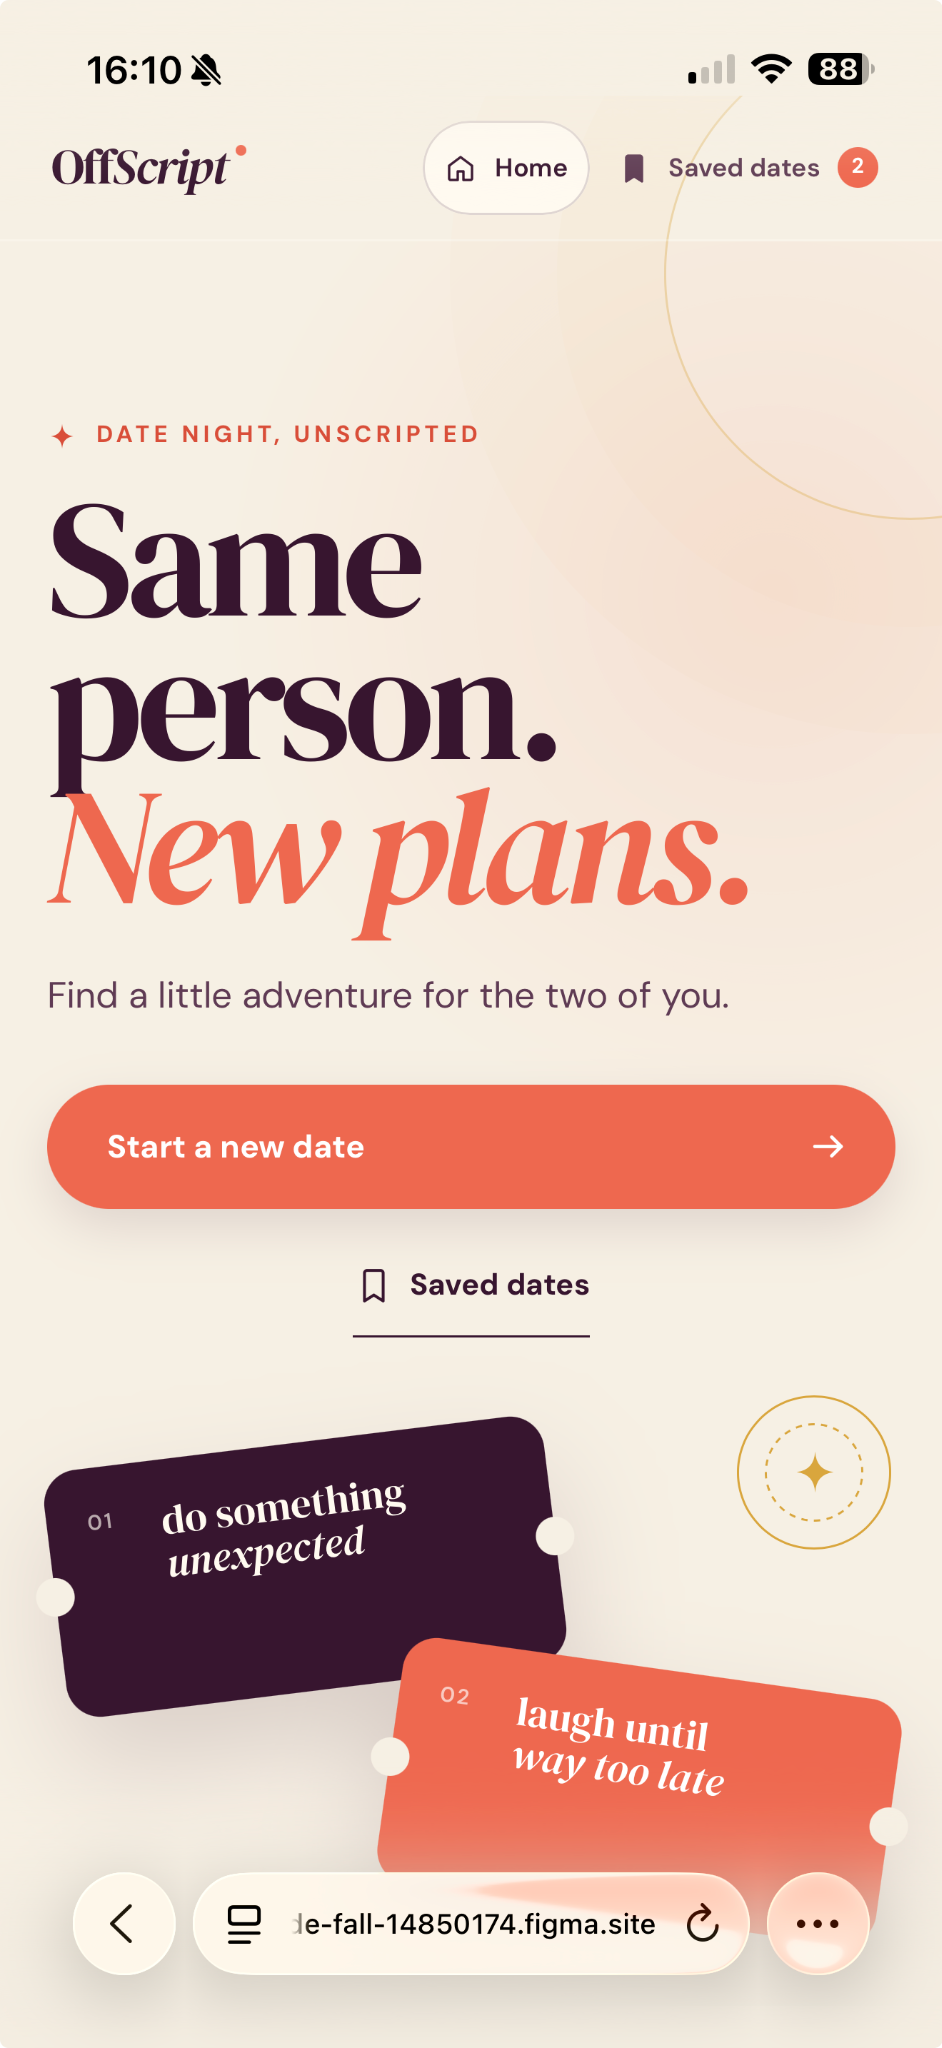 16:10
88
OffScript
Home
Saved dates
2
DATE NIGHT, UNSCRIPTED
Same
person.
New plans.
Find a little adventure for the two of you.
Start a new date
Saved dates
01
do something
unexpected
02
laugh until
way too late
de-fall-14850174.figma.site